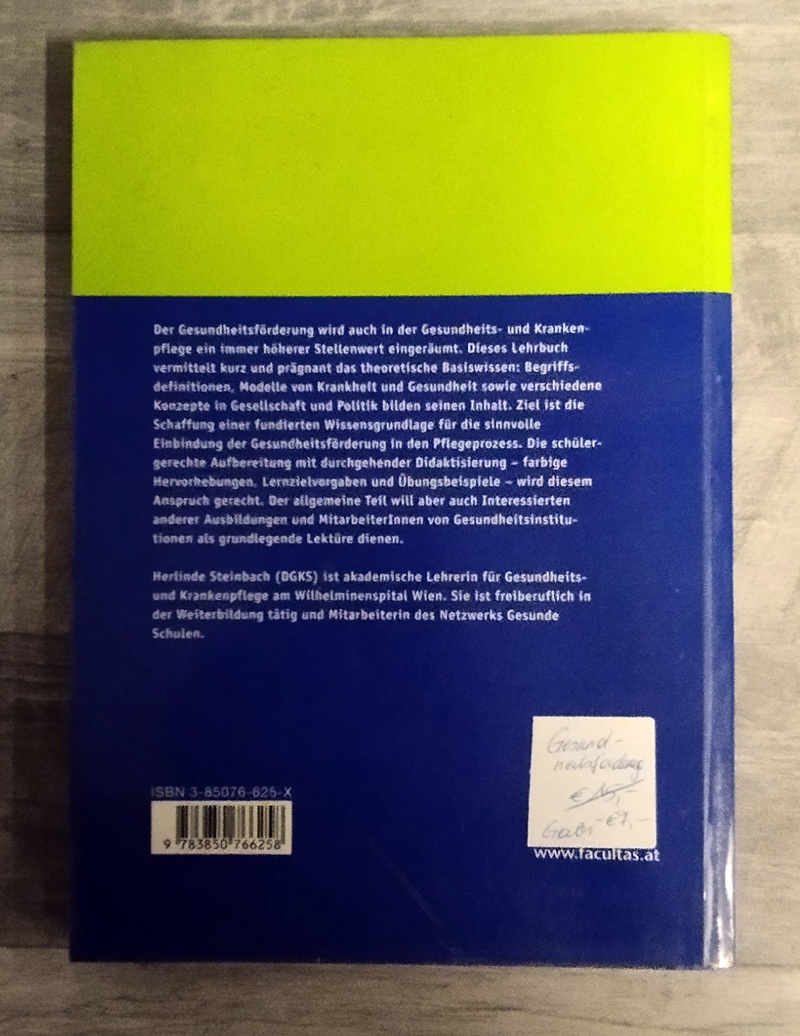 Der Gesundheitsförderung wird auch in der Gesundheits- und Kranken-
pflege ein immer höherer Stellenwert eingeräumt. Dieses Lehrbuch
vermittelt kurz und prägnant das theoretische Basiswissen: Begriffs-
definitionen, Modelle von Krankheit und Gesundheit sowie verschiedene
Konzepte in Gesellschaft und Politik bilden seinen Inhalt. Ziel ist die
Schaffung einer fundierten Wissensgrundlage für die sinnvolle
Einbindung der Gesundheitsförderung in den Pflegeprozess. Die schüler-
gerechte Aufbereitung mit durchgehender Didaktisierung – farbige
Hervorhebungen, Lernzielvorgaben und Übungsbeispiele – wird diesem
Anspruch gerecht. Der allgemeine Teil will aber auch Interessierten
anderer Ausbildungen und MitarbeiterInnen von Gesundheitsinstitu-
tionen als grundlegende Lektüre dienen.
Herlinde Steinbach (DGKS) ist akademische Lehrerin für Gesundheits-
und Krankenpflege am Wilhelminenspital Wien. Sie ist freiberuflich in
der Weiterbildung tätig und Mitarbeiterin des Netzwerks Gesunde
Schulen.
Gesund-
€ 15,-
€7,-
ISBN 3-85076-625-X
9 783850 766258
www.facultas.at